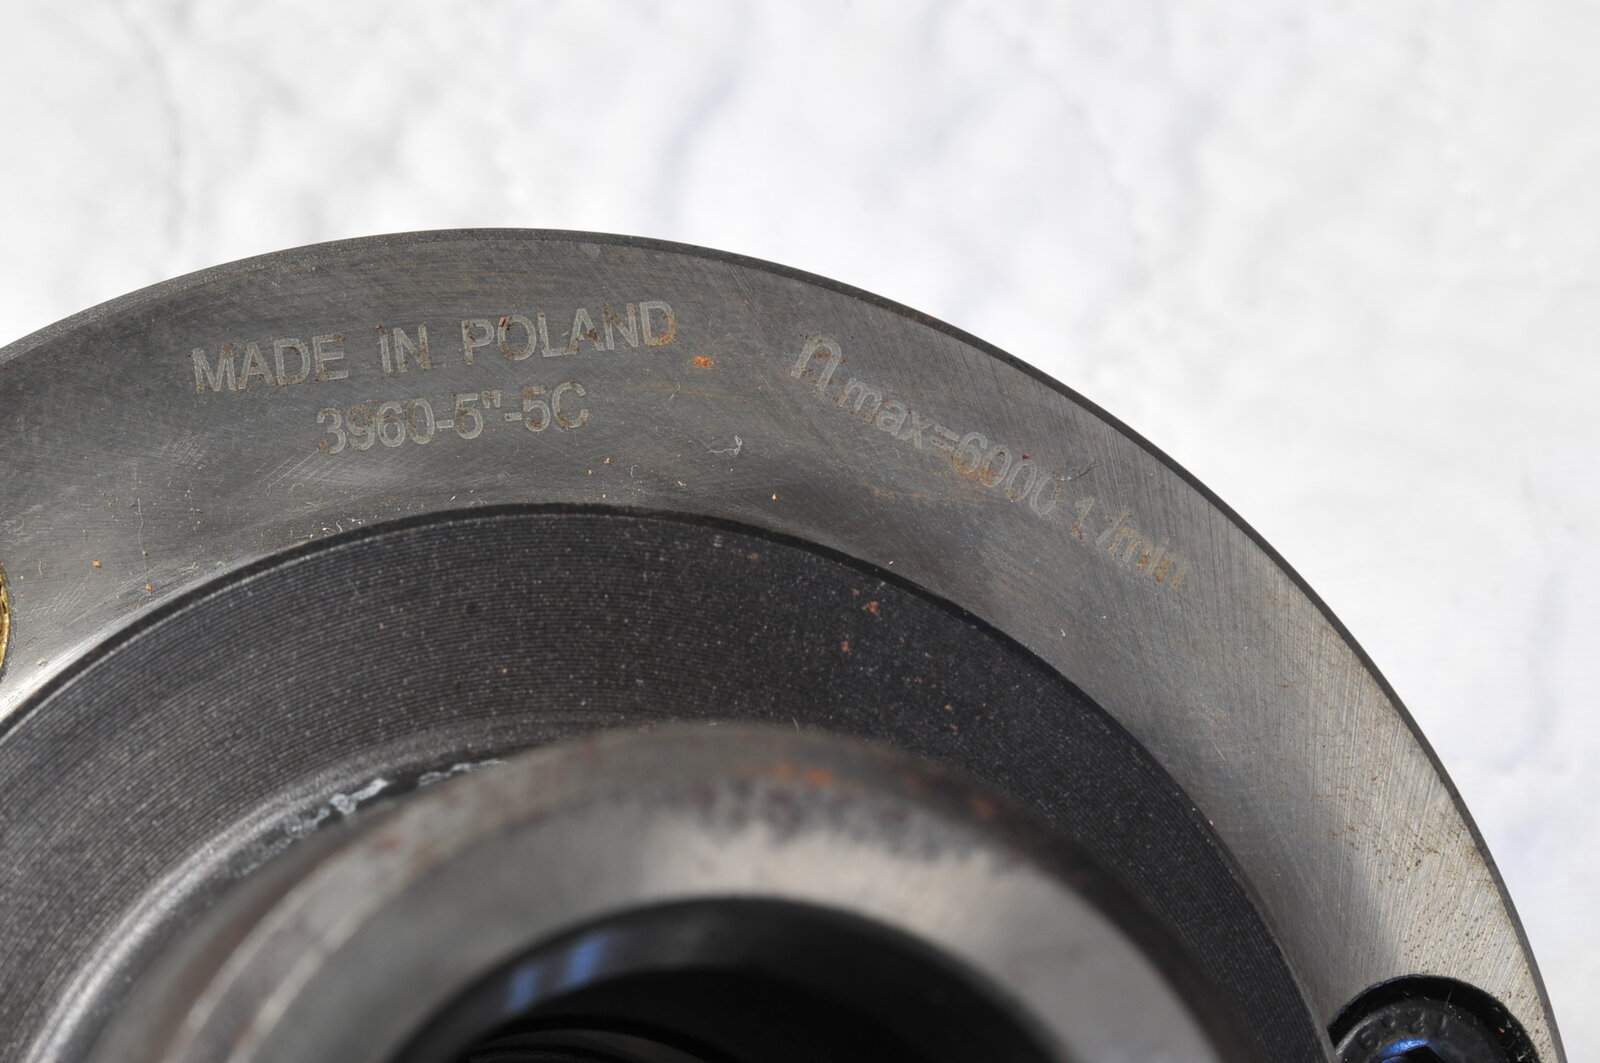 MADE IN POLAND
3960-5"-5C
n.max=6000 1/min